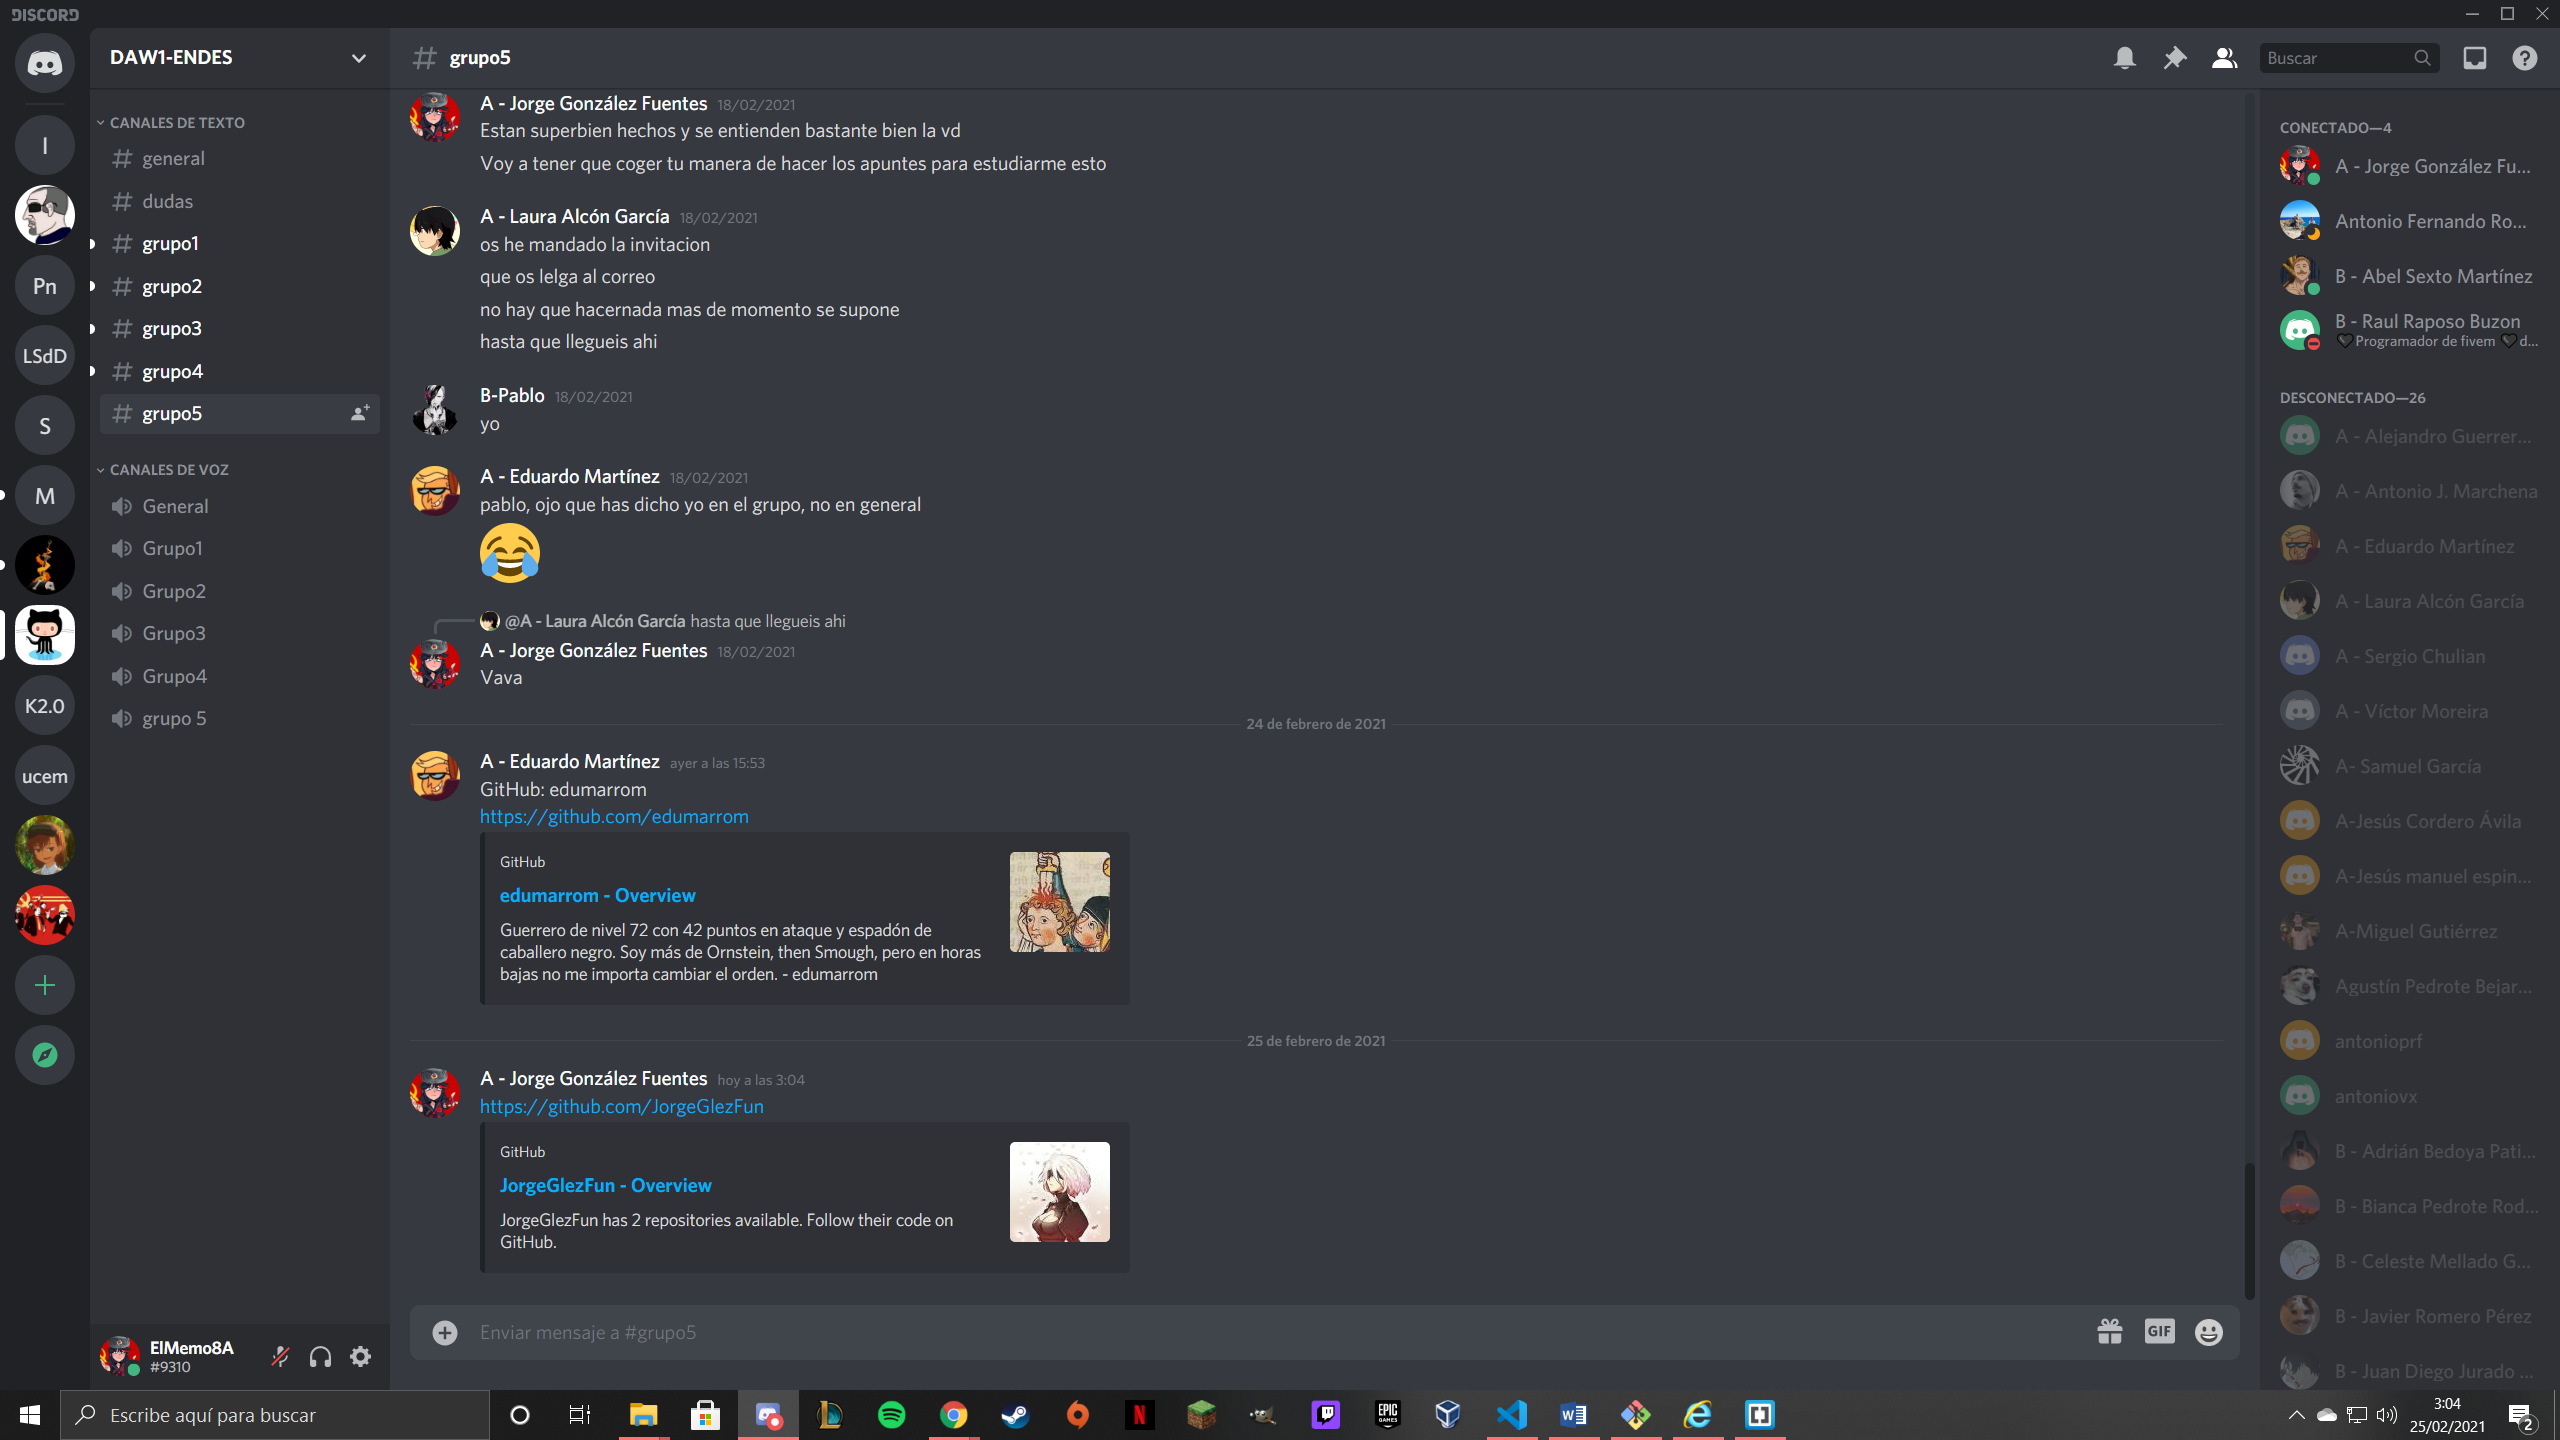 DISCORD
DAW1-ENDES
CANALES DE TEXTO
general
dudas
grupo1
grupo2
grupo3
grupo4
grupo5
CANALES DE VOZ
General
Grupo1
Grupo2
Grupo3
Grupo4
grupo 5
I
Pn
LSdD
S
M
K2.0
ucem
ElMemo8A
#9310
grupo5
Buscar
A - Jorge González Fuentes 18/02/2021
Estan superbien hechos y se entienden bastante bien la vd
Voy a tener que coger tu manera de hacer los apuntes para estudiarme esto
A - Laura Alcón García 18/02/2021
os he mandado la invitacion
que os lelga al correo
no hay que hacernada mas de momento se supone
hasta que llegueis ahi
B-Pablo 18/02/2021
yo
A - Eduardo Martínez 18/02/2021
pablo, ojo que has dicho yo en el grupo, no en general
@A - Laura Alcón García hasta que llegueis ahi
A - Jorge González Fuentes 18/02/2021
Vava
24 de febrero de 2021
A - Eduardo Martínez ayer a las 15:53
GitHub: edumarrom
https://github.com/edumarrom
GitHub
edumarrom - Overview
Guerrero de nivel 72 con 42 puntos en ataque y espadón de
caballero negro. Soy más de Ornstein, then Smough, pero en horas
bajas no me importa cambiar el orden. - edumarrom
25 de febrero de 2021
A - Jorge González Fuentes hoy a las 3:04
https://github.com/JorgeGlezFun
GitHub
JorgeGlezFun - Overview
JorgeGlezFun has 2 repositories available. Follow their code on
GitHub.
Enviar mensaje a #grupo5
GIF
CONECTADO—4
A - Jorge González Fu...
Antonio Fernando Ro...
B - Abel Sexto Martínez
B - Raul Raposo Buzon
Programador de fivem d...
DESCONECTADO—26
A - Alejandro Guerrer...
A - Antonio J. Marchena
A - Eduardo Martínez
A - Laura Alcón García
A - Sergio Chulian
A - Víctor Moreira
A- Samuel García
A-Jesús Cordero Ávila
A-Jesús manuel espin...
A-Miguel Gutiérrez
Agustín Pedrote Bejar...
antonioprf
antoniovx
B - Adrián Bedoya Pati...
B - Bianca Pedrote Rod...
B - Celeste Mellado G...
B - Javier Romero Pérez
B - Juan Diego Jurado ...
Escribe aquí para buscar
EPIC
GAMES
3:04
25/02/2021
2